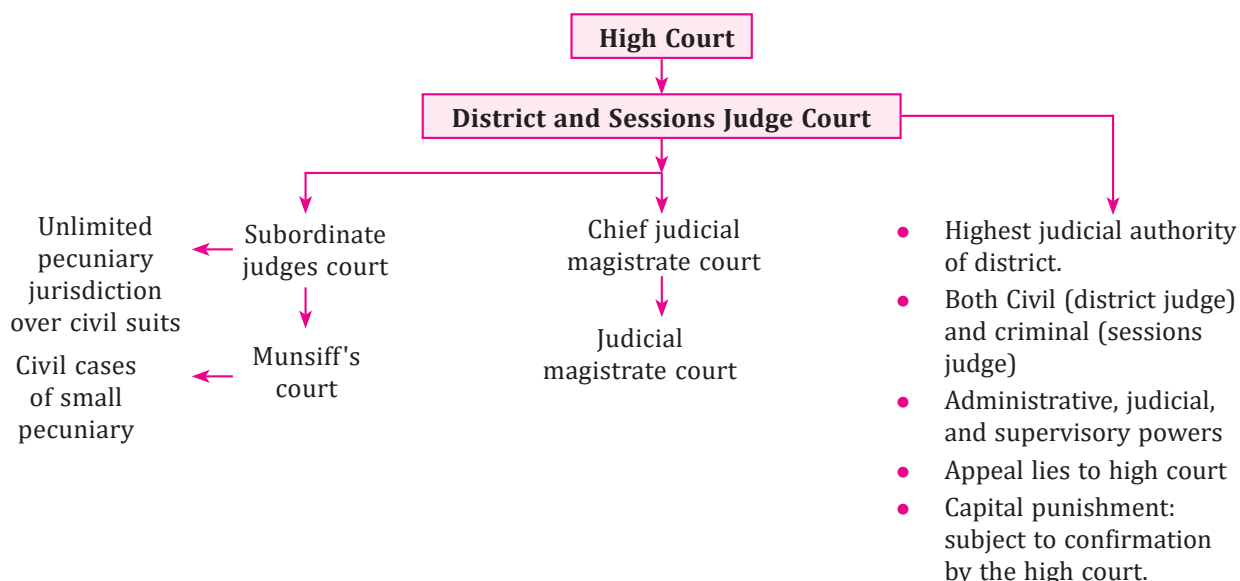 High Court
District and Sessions Judge Court
Unlimited
pecuniary
jurisdiction
over civil suits
Subordinate
judges court
Chief judicial
magistrate court
Civil cases
of small
pecuniary
Munsiff's
court
Judicial
magistrate court
● Highest judicial authority
of district.
● Both Civil (district judge)
and criminal (sessions
judge)
● Administrative, judicial,
and supervisory powers
● Appeal lies to high court
● Capital punishment:
subject to confirmation
by the high court.